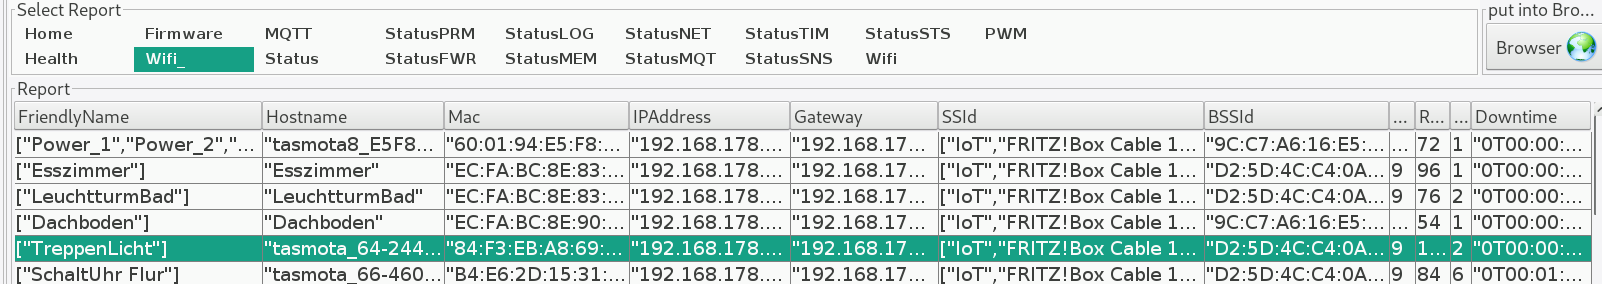 Select Report put into Bro...
Home Firmware MQTT StatusPRM StatusLOG StatusNET StatusTIM StatusSTS PWM
Browser
Health Wifi_ Status StatusFWR StatusMEM StatusMQT StatusSNS Wifi
Report
FriendlyName Hostname Mac IPAddress Gateway SSId BSSId ... R... ... Downtime
["Power_1","Power_2","... "tasmota8_E5F8... "60:01:94:E5:F8:... "192.168.178.... "192.168.17... ["IoT","FRITZ!Box Cable 1... "9C:C7:A6:16:E5:... ... 72 1 "0T00:00:...
["Esszimmer"] "Esszimmer" "EC:FA:BC:8E:83:... "192.168.178.... "192.168.17... ["IoT","FRITZ!Box Cable 1... "D2:5D:4C:C4:0A... 9 96 1 "0T00:00:...
["LeuchtturmBad"] "LeuchtturmBad" "EC:FA:BC:8E:83:... "192.168.178.... "192.168.17... ["IoT","FRITZ!Box Cable 1... "D2:5D:4C:C4:0A... 9 76 2 "0T00:00:...
["Dachboden"] "Dachboden" "EC:FA:BC:8E:90:... "192.168.178.... "192.168.17... ["IoT","FRITZ!Box Cable 1... "9C:C7:A6:16:E5:... ... 54 1 "0T00:00:...
["TreppenLicht"] "tasmota_64-244... "84:F3:EB:A8:69:... "192.168.178.... "192.168.17... ["IoT","FRITZ!Box Cable 1... "D2:5D:4C:C4:0A... 9 1... 2 "0T00:00:...
["SchaltUhr Flur"] "tasmota_66-460... "B4:E6:2D:15:31:... "192.168.178.... "192.168.17... ["IoT","FRITZ!Box Cable 1... "D2:5D:4C:C4:0A... 9 84 6 "0T00:01:...